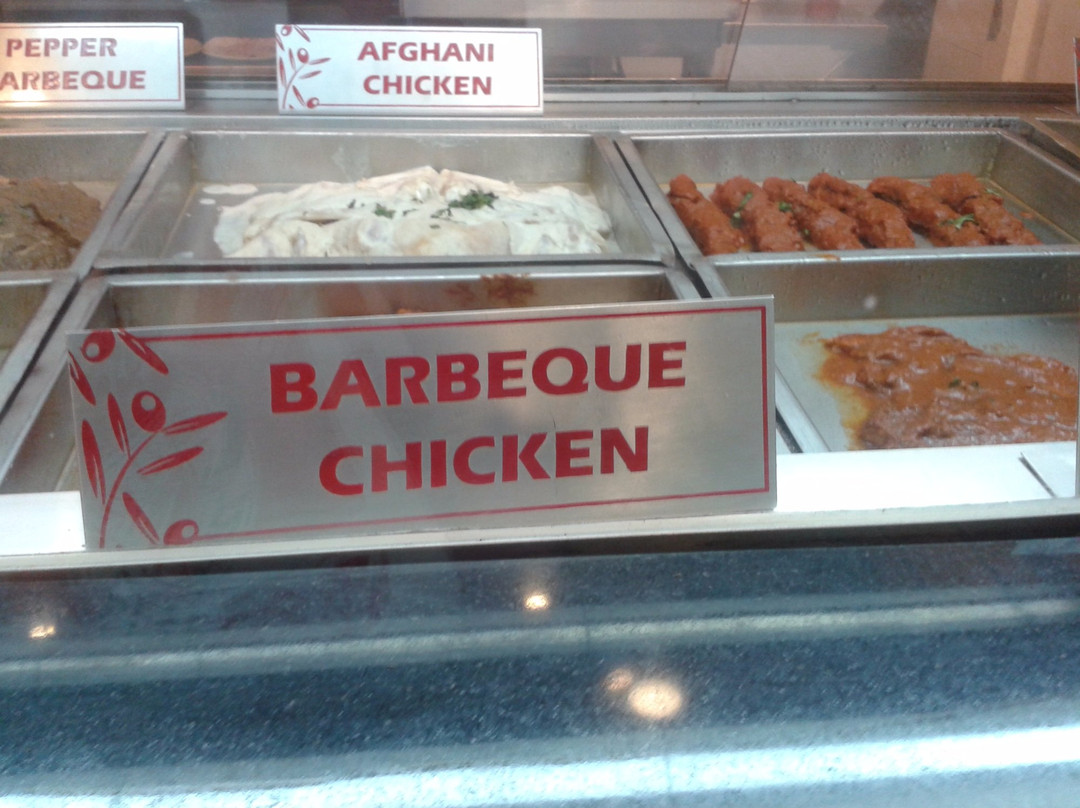 PEPPER
ARBEQUE
AFGHANI
CHICKEN
BARBEQUE
CHICKEN